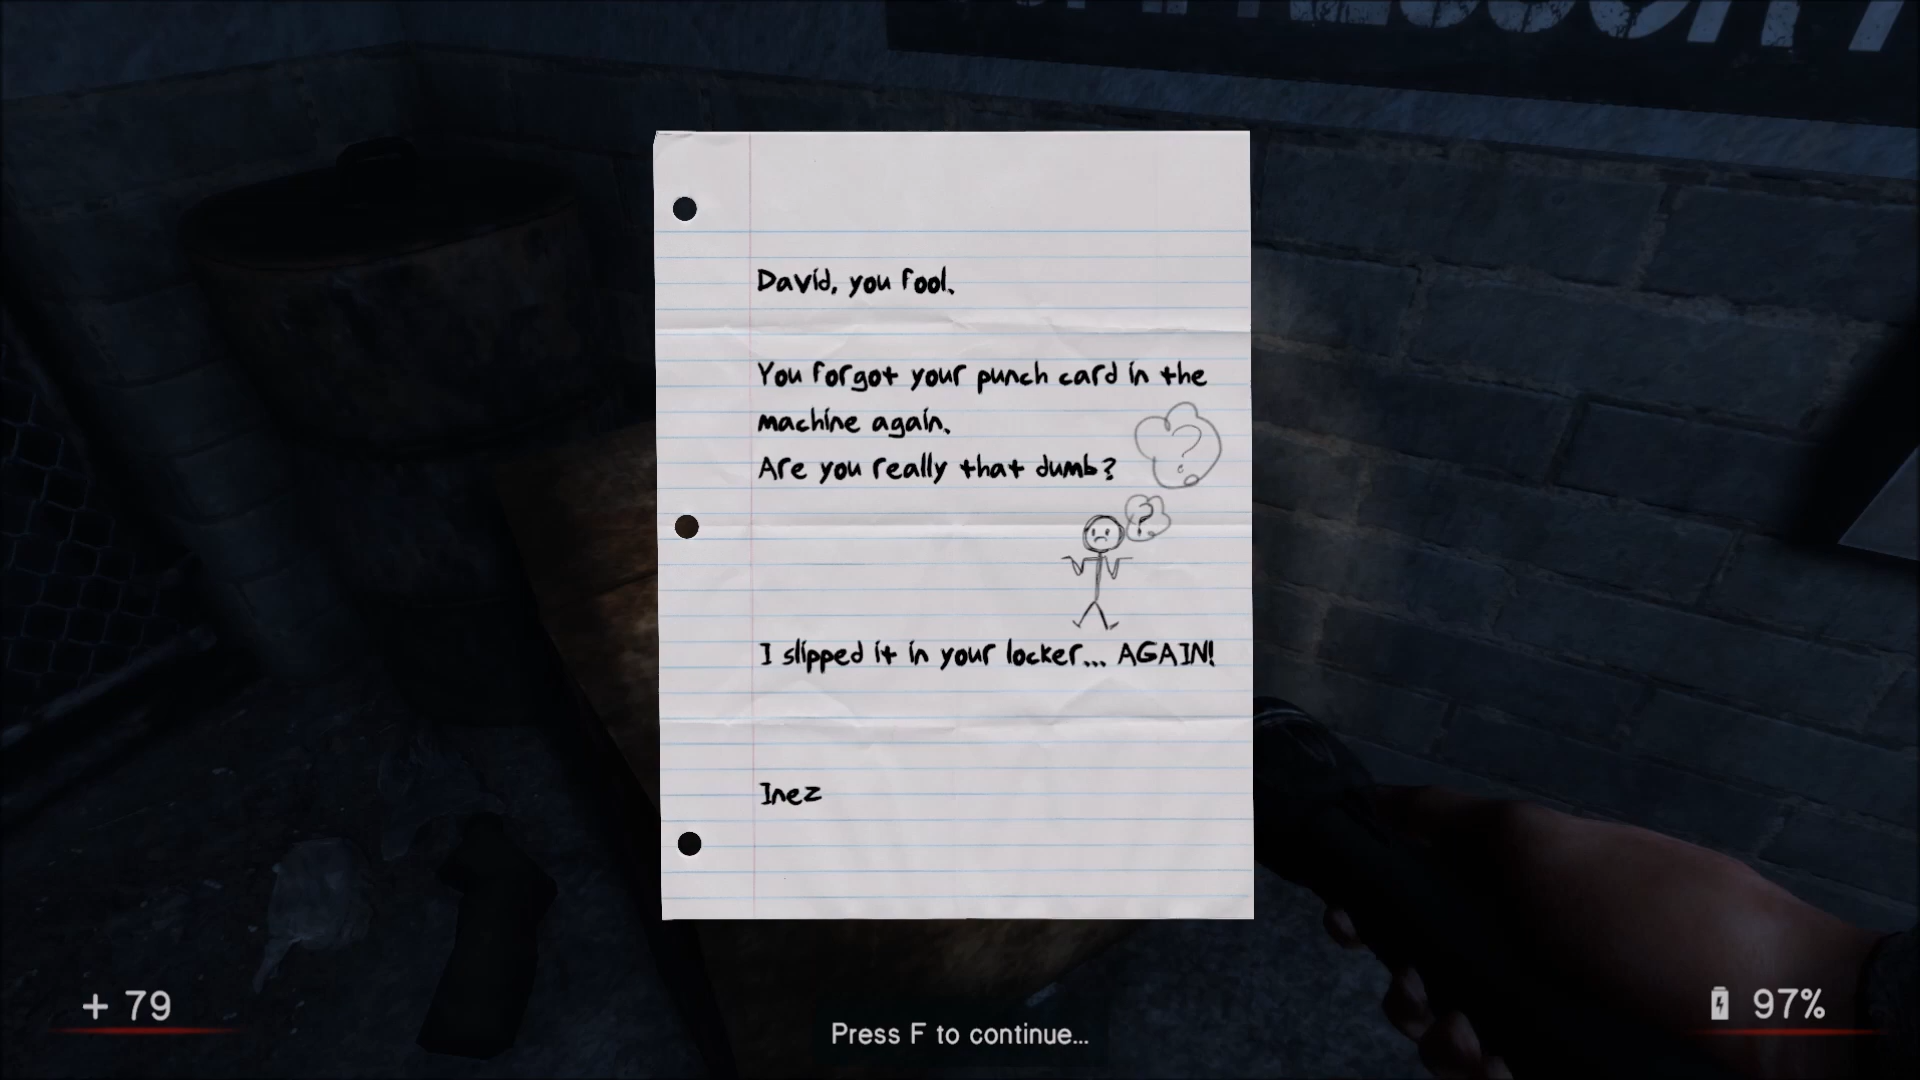 David, you fool.
You forgot your punch card in the
machine again.
Are you really that dumb?
?
?
I slipped it in your locker... AGAIN!
Inez
+ 79
97%
Press F to continue...